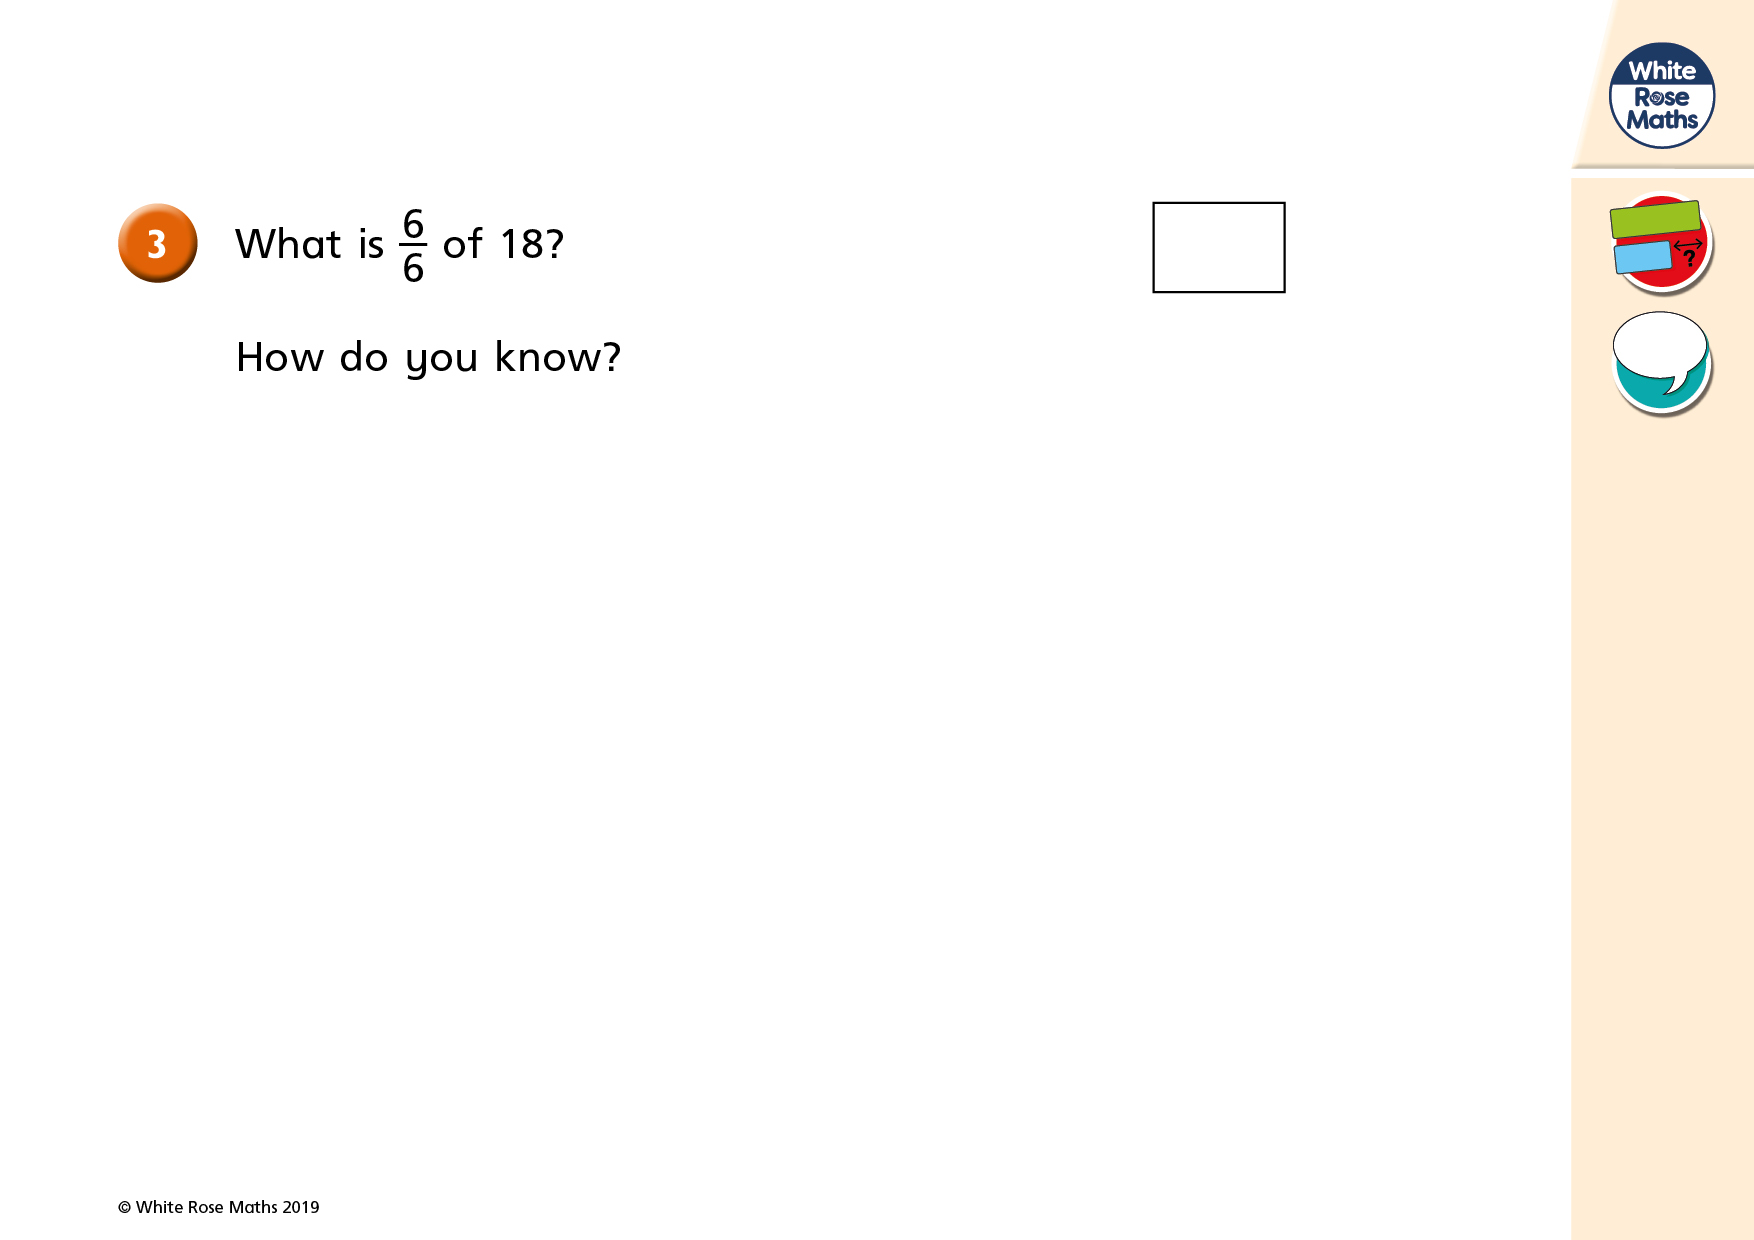 White
Rose
Maths
3 What is 6/6 of 18?
?
How do you know?
© White Rose Maths 2019